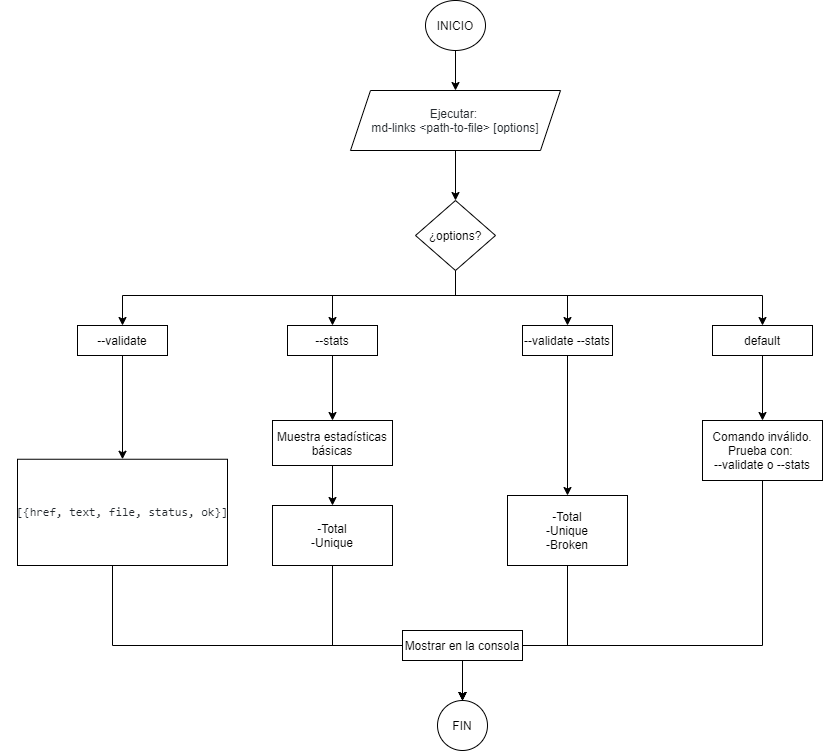 INICIO
Ejecutar:
md-links <path-to-file> [options]
¿options?
--validate
--stats
--validate --stats
default
Muestra estadísticas
básicas
Comando inválido.
Prueba con:
--validate o --stats
[{href, text, file, status, ok}]
-Total
-Unique
-Total
-Unique
-Broken
Mostrar en la consola
FIN